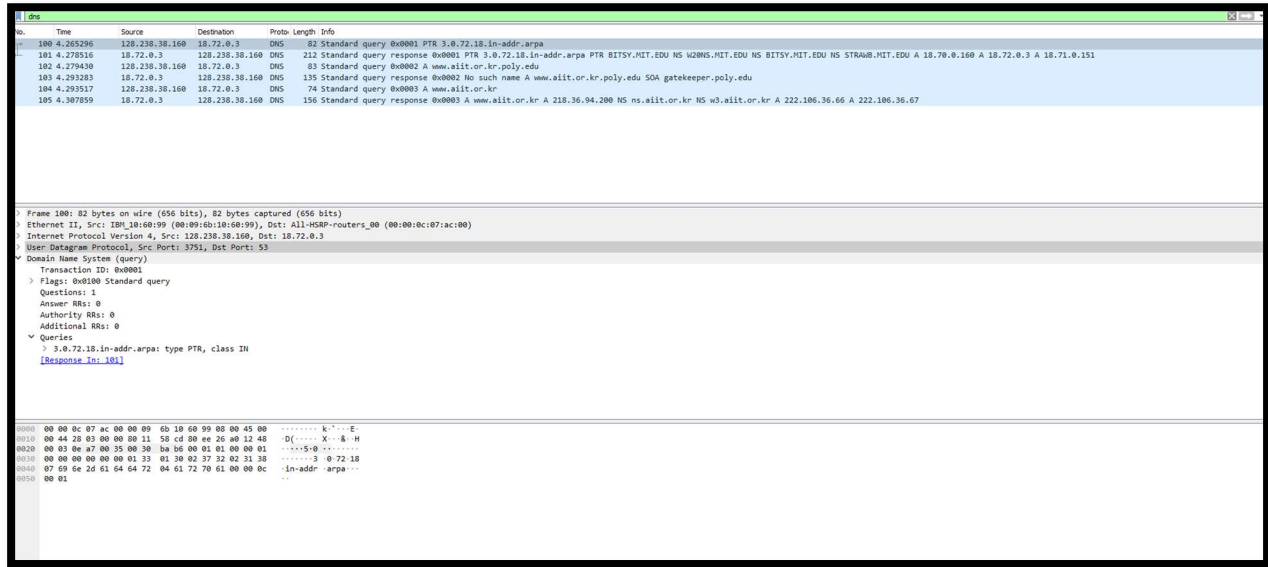 dns
No. Time Source Destination Proto Length Info
100 4.265296 128.238.38.160 18.72.0.3 DNS 82 Standard query 0x0001 PTR 3.0.72.18.in-addr.arpa
101 4.278516 18.72.0.3 128.238.38.160 DNS 212 Standard query response 0x0001 PTR 3.0.72.18.in-addr.arpa PTR BITSY.MIT.EDU NS W20NS.MIT.EDU NS BITSY.MIT.EDU NS STRAWB.MIT.EDU A 18.70.0.160 A 18.72.0.3 A 18.71.0.151
102 4.279430 128.238.38.160 18.72.0.3 DNS 83 Standard query 0x0002 A www.aiit.or.kr.poly.edu
103 4.293283 18.72.0.3 128.238.38.160 DNS 135 Standard query response 0x0002 No such name A www.aiit.or.kr.poly.edu SOA gatekeeper.poly.edu
104 4.293517 128.238.38.160 18.72.0.3 DNS 74 Standard query 0x0003 A www.aiit.or.kr
105 4.307859 18.72.0.3 128.238.38.160 DNS 156 Standard query response 0x0003 A www.aiit.or.kr A 218.36.94.200 NS ns.aiit.or.kr NS w3.aiit.or.kr A 222.106.36.66 A 222.106.36.67
Frame 100: 82 bytes on wire (656 bits), 82 bytes captured (656 bits)
Ethernet II, Src: IBM_10:60:99 (00:09:6b:10:60:99), Dst: All-HSRP-routers_00 (00:00:0c:07:ac:00)
Internet Protocol Version 4, Src: 128.238.38.160, Dst: 18.72.0.3
User Datagram Protocol, Src Port: 3751, Dst Port: 53
Domain Name System (query)
Transaction ID: 0x0001
Flags: 0x0100 Standard query
Questions: 1
Answer RRs: 0
Authority RRs: 0
Additional RRs: 0
Queries
3.0.72.18.in-addr.arpa: type PTR, class IN
[Response In: 101]
0000 00 00 0c 07 ac 00 00 09 6b 10 60 99 08 00 45 00 ········ k·`···E·
0010 00 44 28 03 00 00 80 11 58 cd 80 ee 26 a0 12 48 ·D(····· X···&··H
0020 00 03 0e a7 00 35 00 30 ba b6 00 01 01 00 00 01 ·····5·0 ········
0030 00 00 00 00 00 00 01 33 01 30 02 37 32 02 31 38 ·······3 ·0·72·18
0040 07 69 6e 2d 61 64 64 72 04 61 72 70 61 00 00 0c ·in-addr ·arpa···
0050 00 01 ··